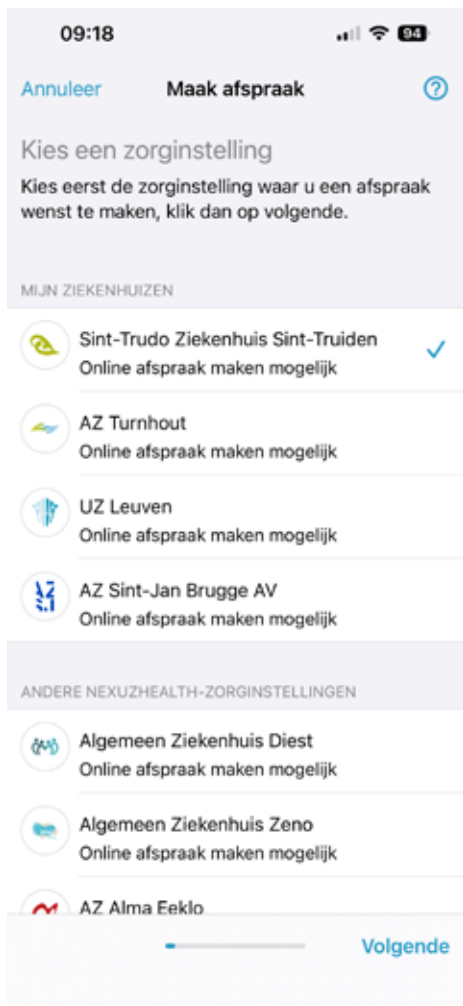 09:18
94
Annuleer
Maak afspraak
?
Kies een zorginstelling
Kies eerst de zorginstelling waar u een afspraak
wenst te maken, klik dan op volgende.
MIJN ZIEKENHUIZEN
Sint-Trudo Ziekenhuis Sint-Truiden
Online afspraak maken mogelijk
AZ Turnhout
Online afspraak maken mogelijk
UZ Leuven
Online afspraak maken mogelijk
AZ Sint-Jan Brugge AV
Online afspraak maken mogelijk
ANDERE NEXUZHEALTH-ZORGINSTELLINGEN
Algemeen Ziekenhuis Diest
Online afspraak maken mogelijk
Algemeen Ziekenhuis Zeno
Online afspraak maken mogelijk
AZ Alma Eeklo
Volgende